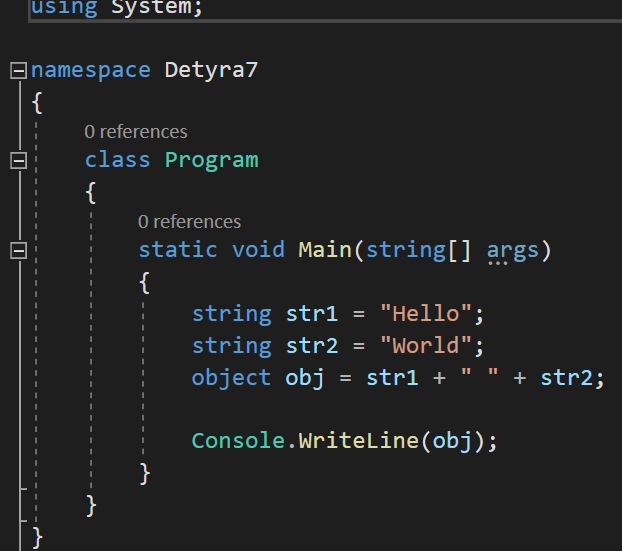 using System;
namespace Detyra7
{
0 references
class Program
{
0 references
static void Main(string[] args)
{
string str1 = "Hello";
string str2 = "World";
object obj = str1 + " " + str2;
Console.WriteLine(obj);
}
}
}